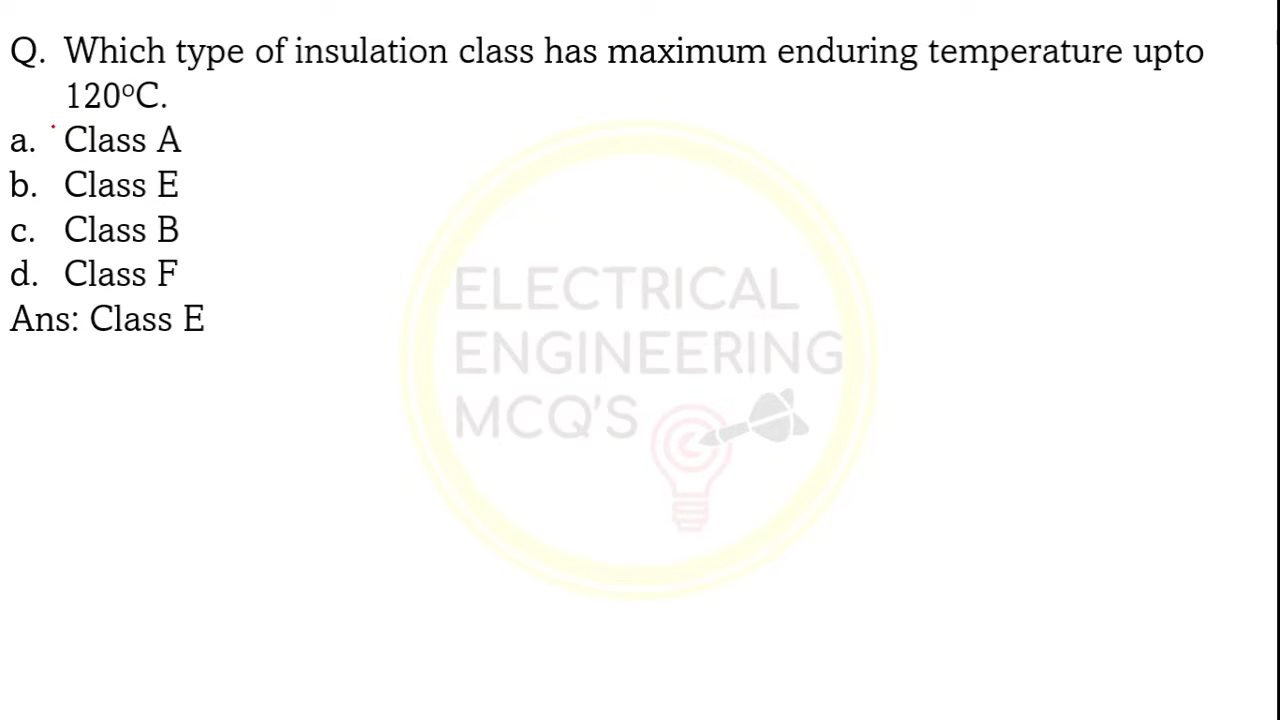 Q. Which type of insulation class has maximum enduring temperature upto
120°C.
a. Class A
b. Class E
c. Class B
d. Class F
Ans: Class E
ELECTRICAL
ENGINEERING
MCQ'S